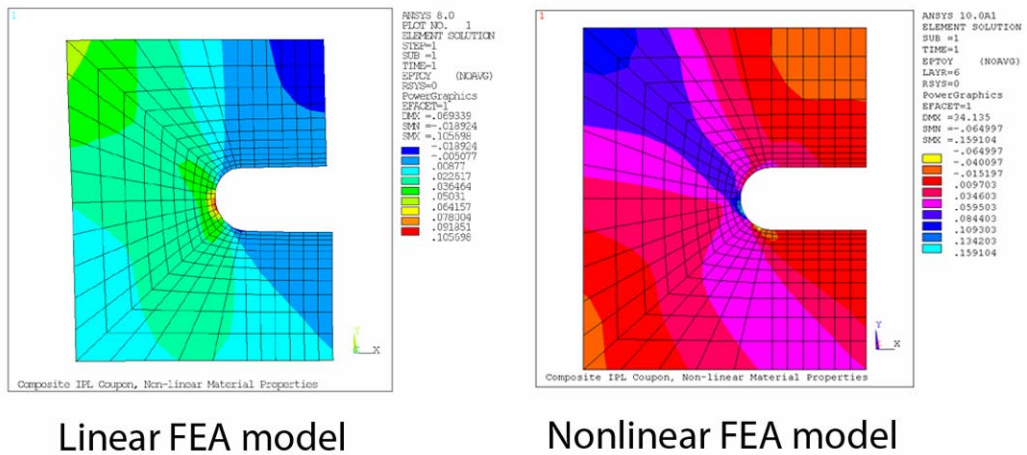 1
ANSYS 8.0
PLOT NO. 1
ELEMENT SOLUTION
STEP=1
SUB =1
TIME=1
EPTOY (NOAVG)
RSYS=0
PowerGraphics
EFACET=1
DMX =.069339
SMN =-.018924
SMX =.105698
-.018924
-.005077
.00877
.022617
.036464
.05031
.064157
.078004
.091851
.105698
Y
X
Composite IPL Coupon, Non-linear Material Properties
Linear FEA model
1
ANSYS 10.0A1
ELEMENT SOLUTION
SUB =1
TIME=1
EPTOY (NOAVG)
LAYR=6
RSYS=0
PowerGraphics
EFACET=1
DMX =34.135
SMN =-.064997
SMX =.159104
-.064997
-.040097
-.015197
.009703
.034603
.059503
.084403
.109303
.134203
.159104
Y
X
Composite IPL Coupon, Non-linear Material Properties
Nonlinear FEA model